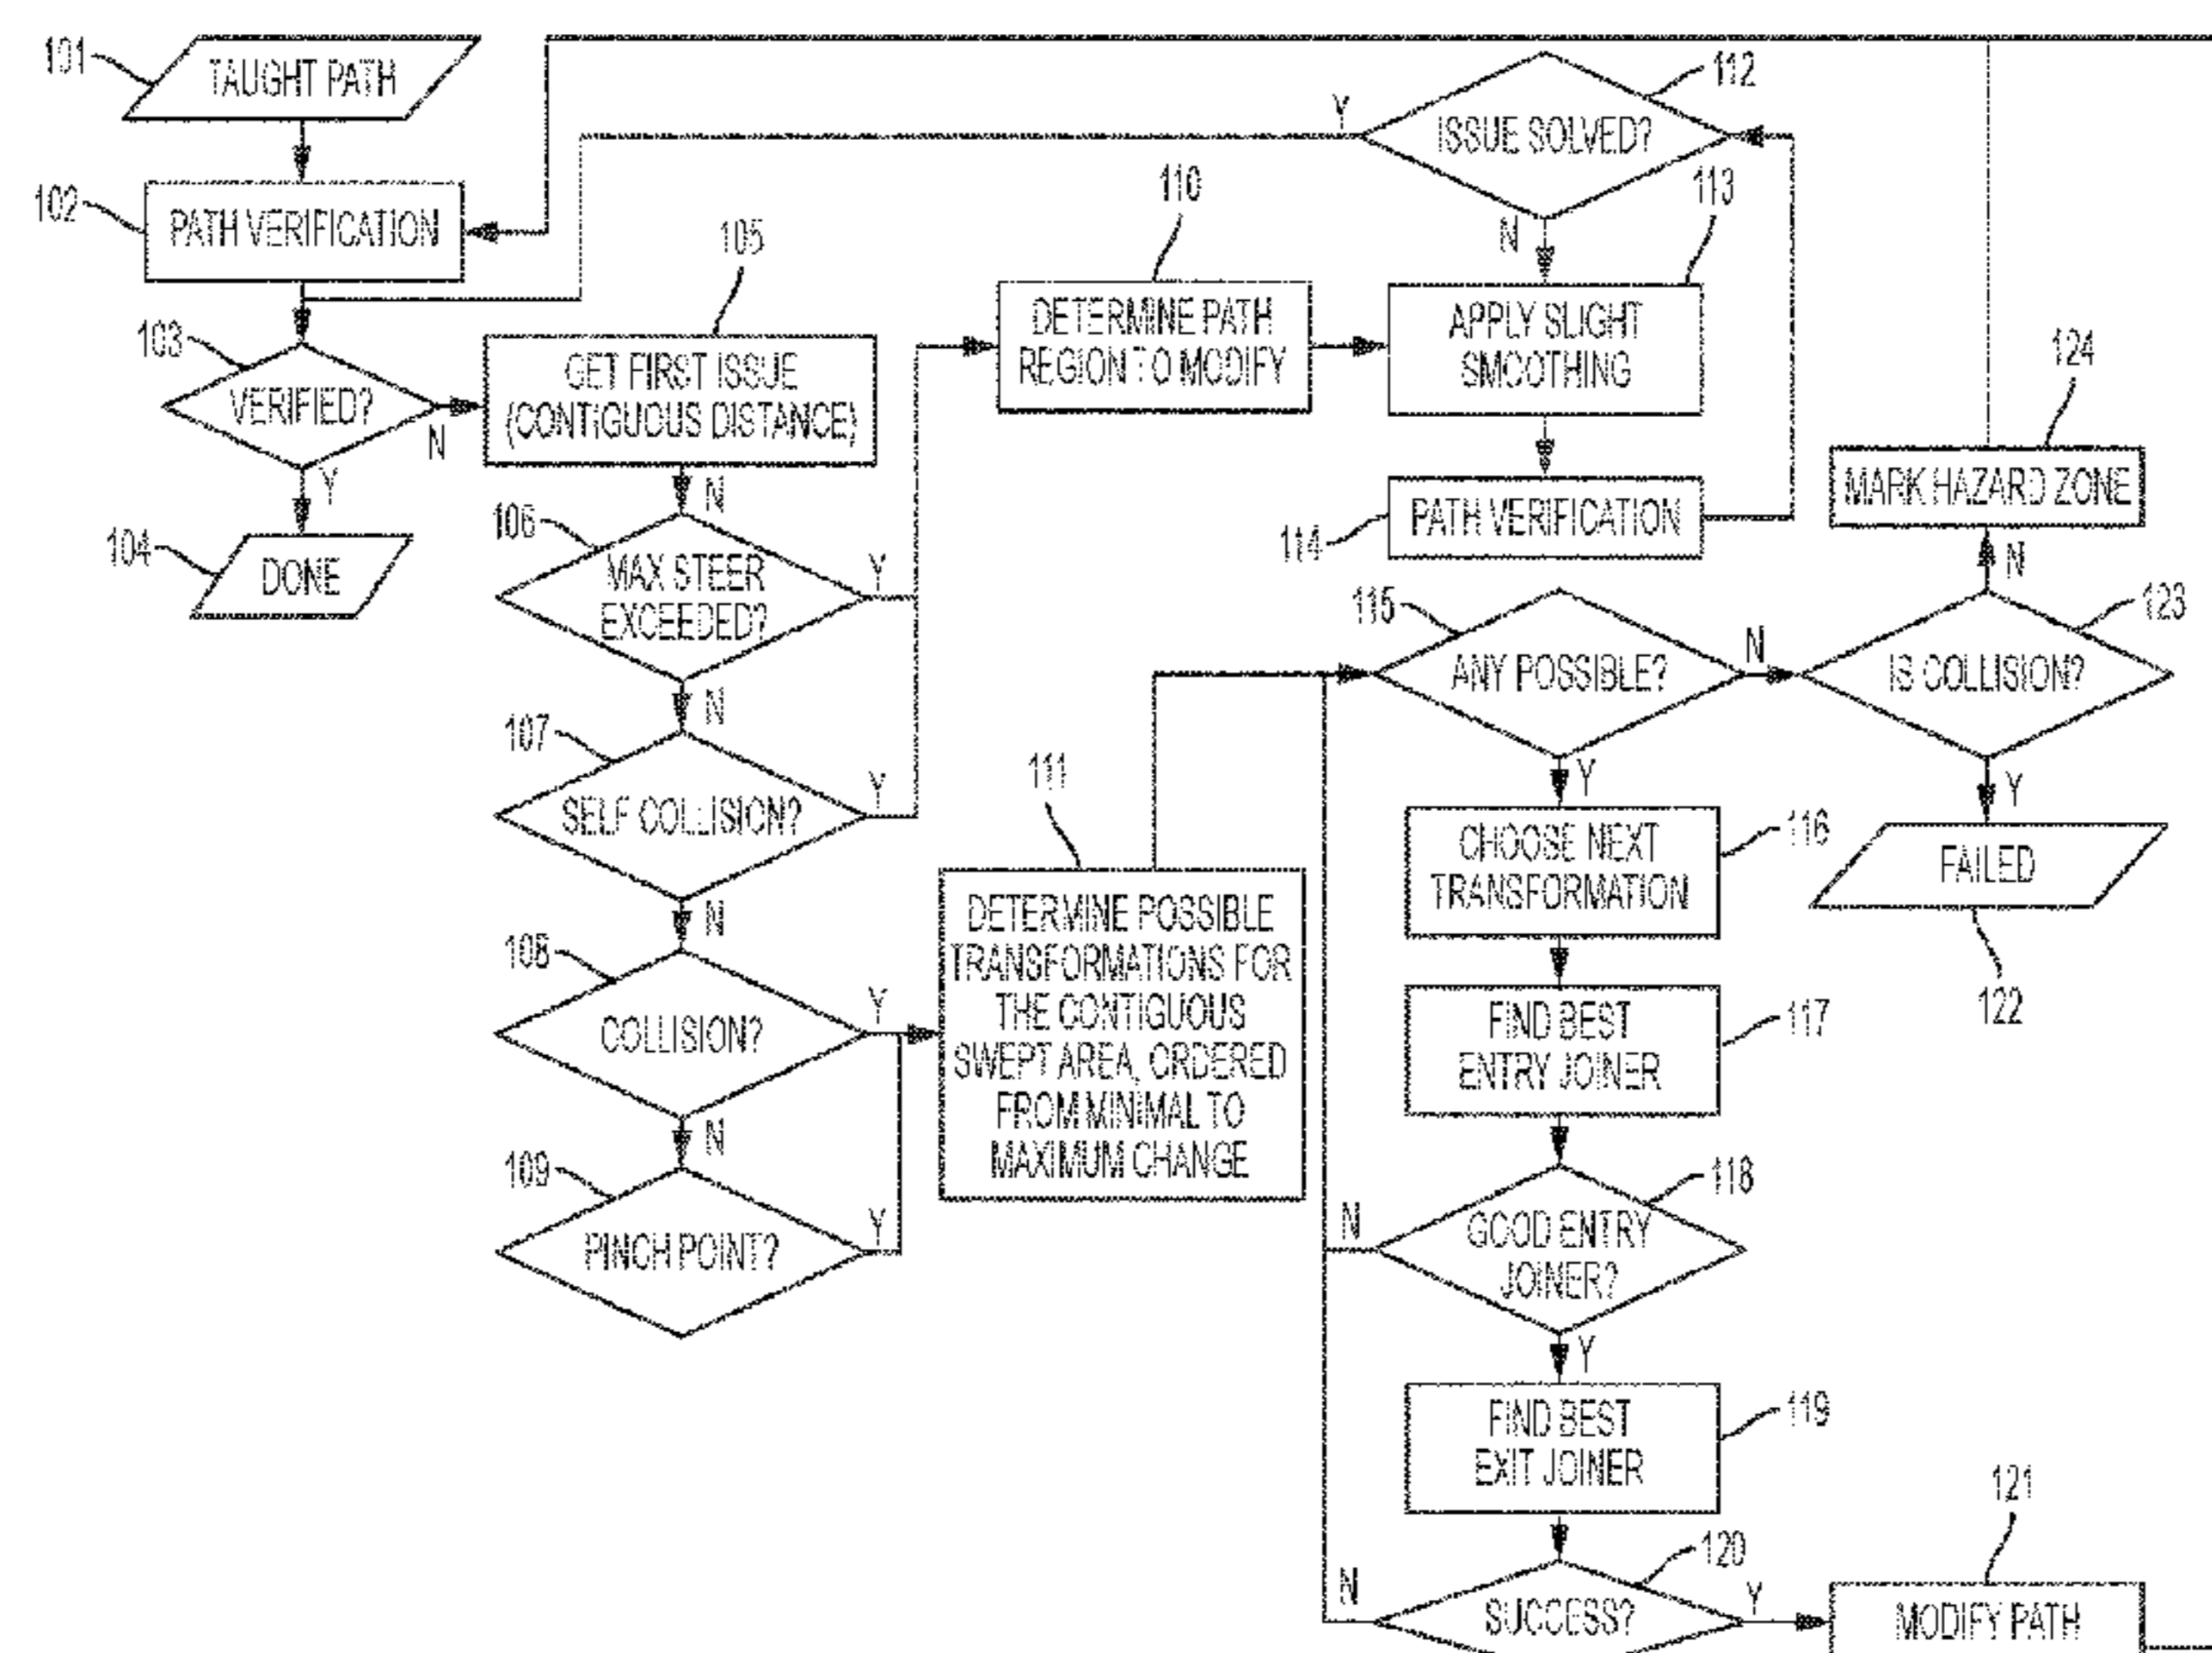 101
TAUGHT PATH
102
PATH VERIFICATION
103
VERIFIED?
N
Y
104
DONE
105
GET FIRST ISSUE
(CONTIGUOUS DISTANCE)
N
106
MAX STEER
EXCEEDED?
Y
N
107
SELF COLLISION?
Y
N
108
COLLISION?
Y
N
109
PINCH POINT?
Y
110
DETERMINE PATH
REGION TO MODIFY
111
DETERMINE POSSIBLE
TRANSFORMATIONS FOR
THE CONTIGUOUS
SWEPT AREA, ORDERED
FROM MINIMAL TO
MAXIMUM CHANGE
112
ISSUE SOLVED?
Y
N
113
APPLY SLIGHT
SMOOTHING
114
PATH VERIFICATION
115
ANY POSSIBLE?
N
Y
116
CHOOSE NEXT
TRANSFORMATION
117
FIND BEST
ENTRY JOINER
118
GOOD ENTRY
JOINER?
N
Y
119
FIND BEST
EXIT JOINER
120
SUCCESS?
N
Y
121
MODIFY PATH
124
MARK HAZARD ZONE
N
123
IS COLLISION?
Y
FAILED
122